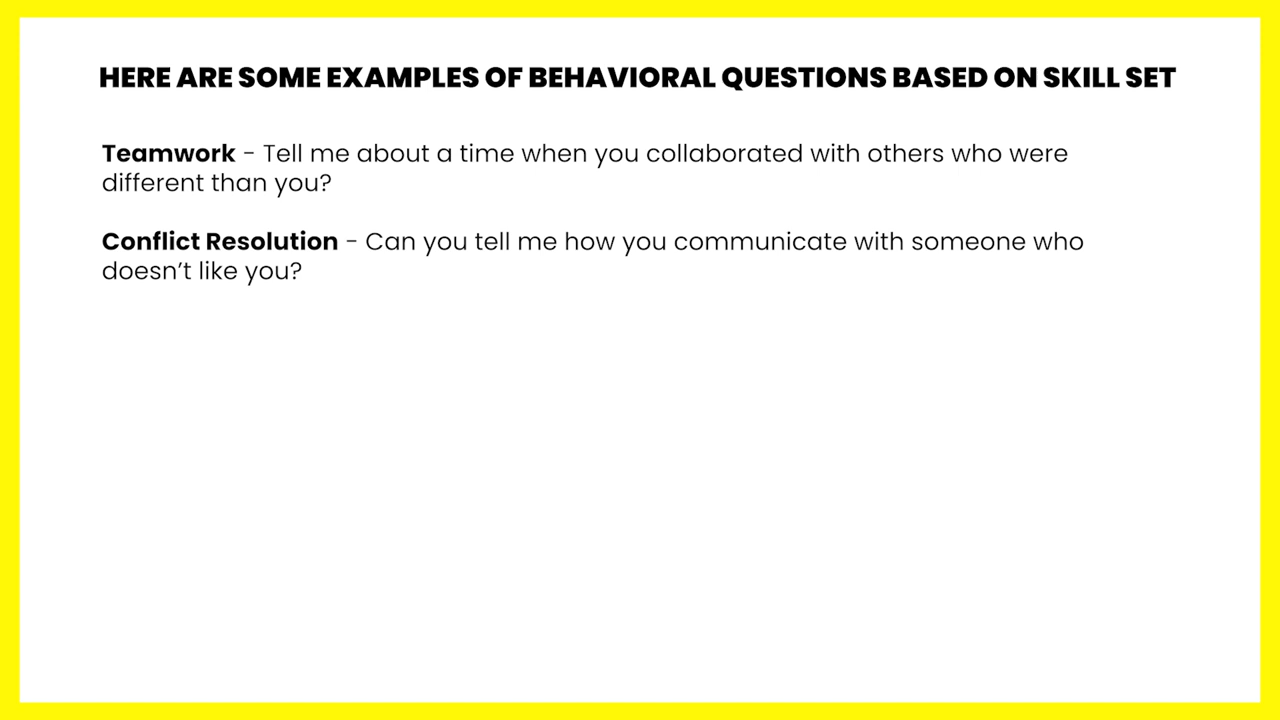 HERE ARE SOME EXAMPLES OF BEHAVIORAL QUESTIONS BASED ON SKILL SET
Teamwork - Tell me about a time when you collaborated with others who were
different than you?
Conflict Resolution - Can you tell me how you communicate with someone who
doesn’t like you?